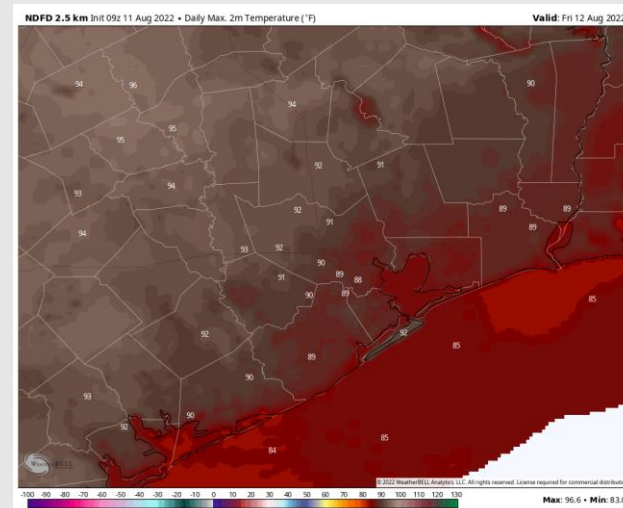 NDFD 2.5 km Init 09z 11 Aug 2022 • Daily Max. 2m Temperature (°F) Valid: Fri 12 Aug 2022
94 96 90
94
95 95
92 91
93 94
92 89 89
91 89
94 93 92
90
91 89 88
90 89 85
92 92 85
89
90
93 90
92
84 85
WeatherBELL
© 2022 WeatherBELL Analytics, LLC. All rights reserved. License required for commercial distribution
-100 -90 -80 -70 -60 -50 -40 -30 -20 -10 0 10 20 30 40 50 60 70 80 90 100 110 120 130
Max: 96.6 • Min: 83.